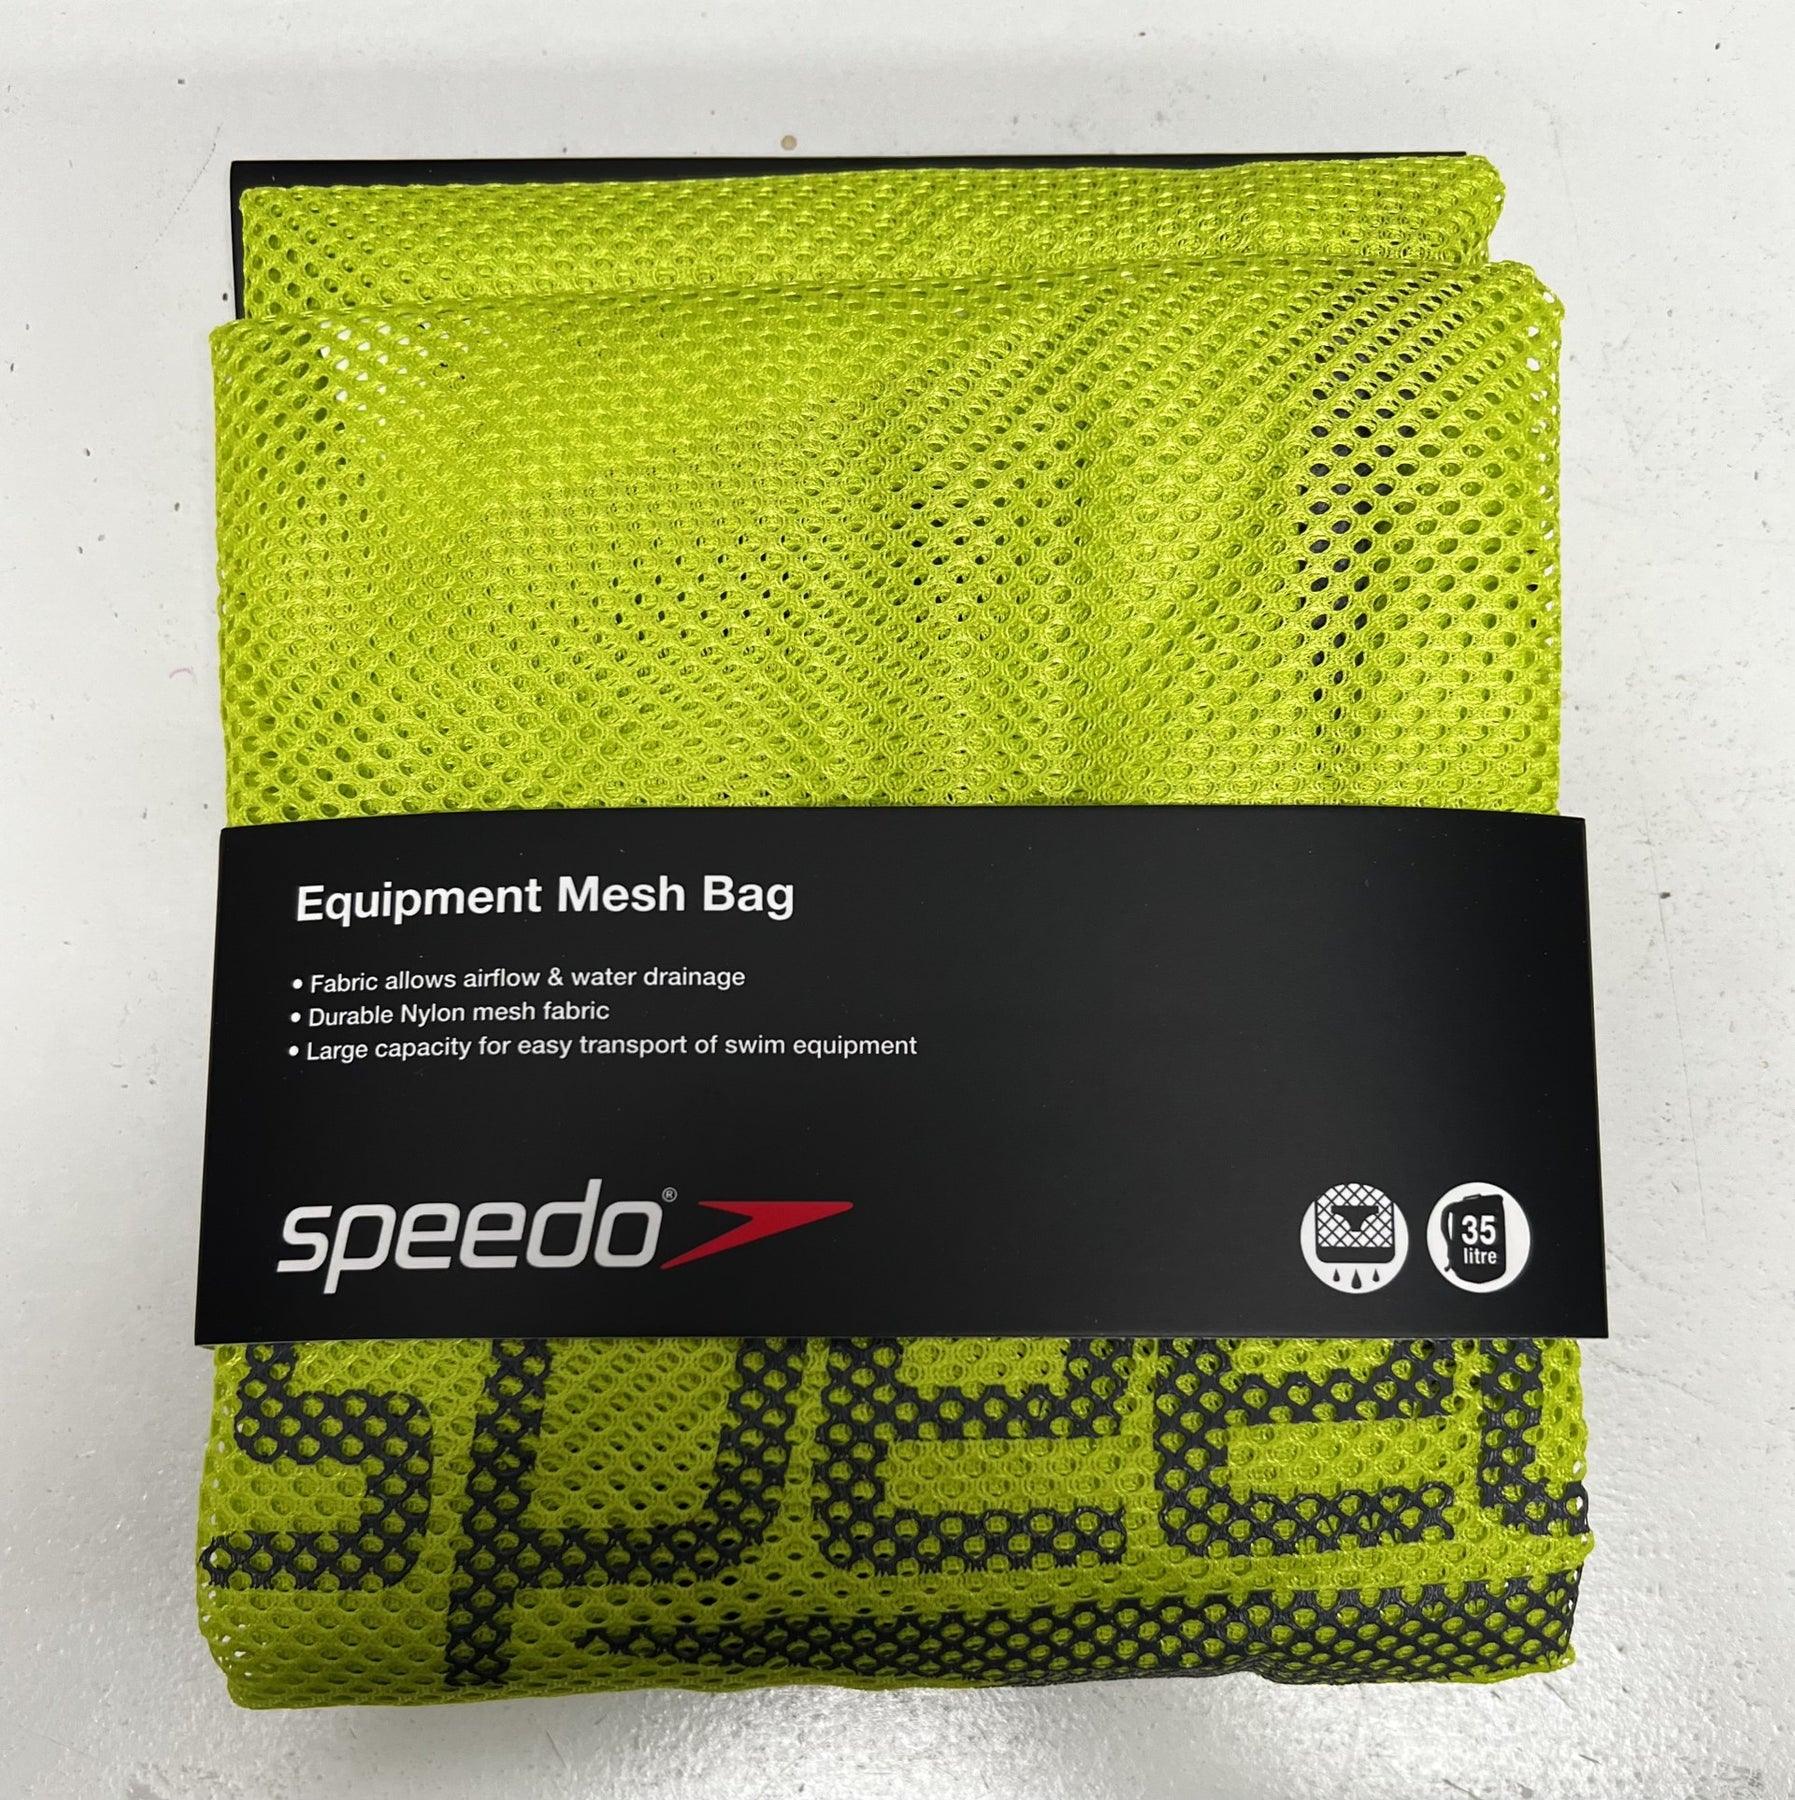 Equipment Mesh Bag
• Fabric allows airflow & water drainage
• Durable Nylon mesh fabric
• Large capacity for easy transport of swim equipment
speedo®
35
litre
spee